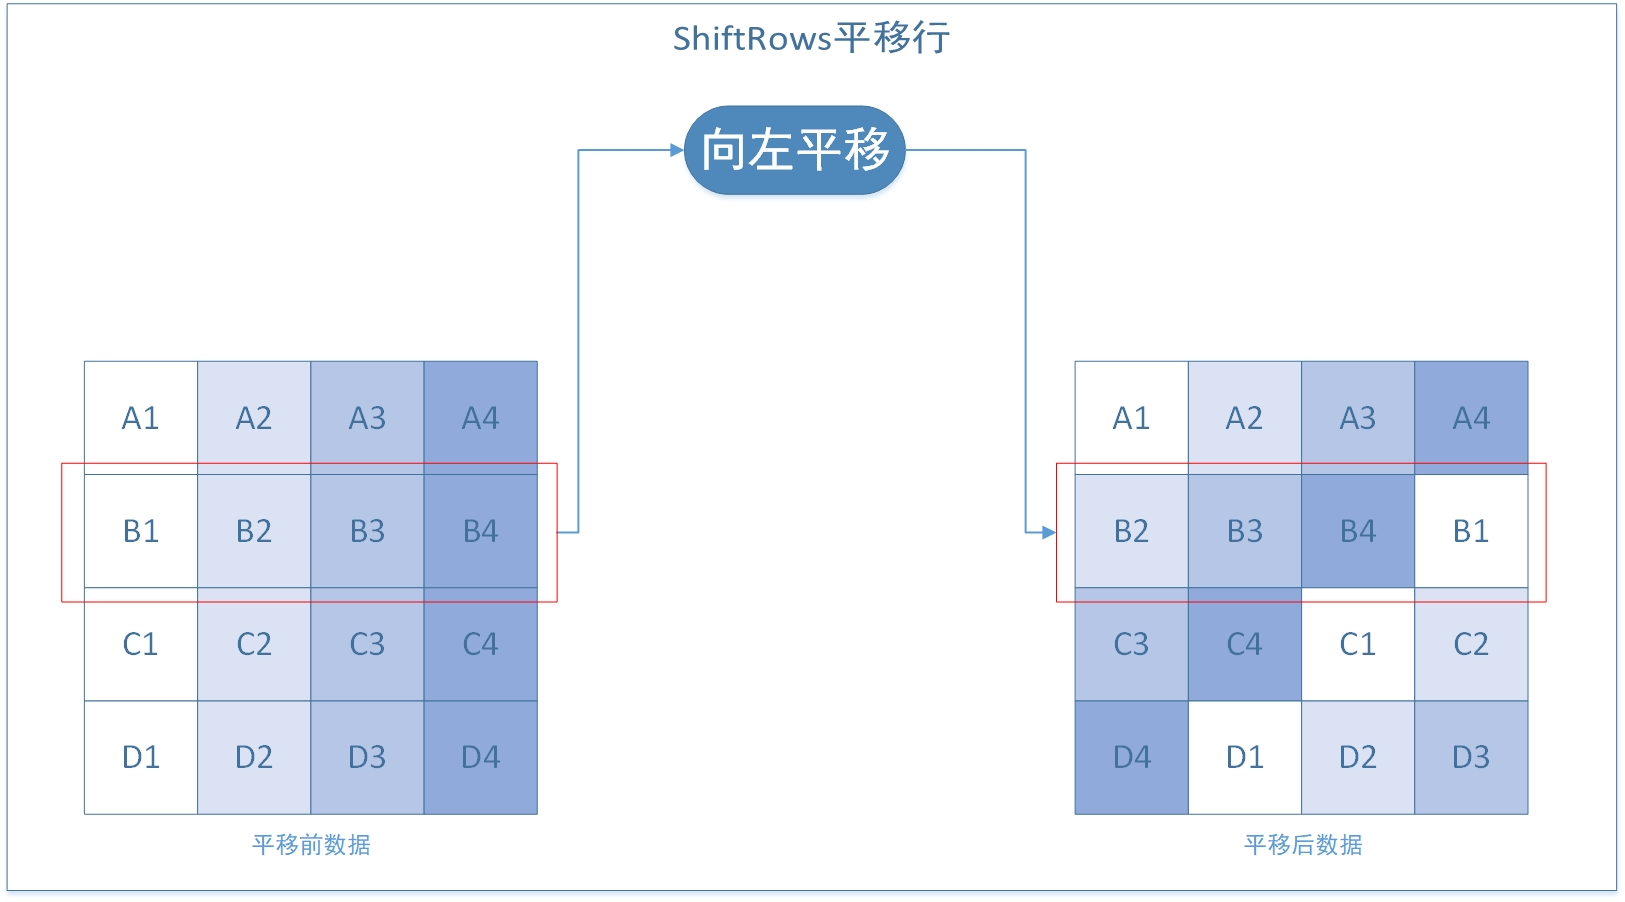 ShiftRows平移行
向左平移
A1 A2 A3 A4
B1 B2 B3 B4
C1 C2 C3 C4
D1 D2 D3 D4
平移前数据
A1 A2 A3 A4
B2 B3 B4 B1
C3 C4 C1 C2
D4 D1 D2 D3
平移后数据